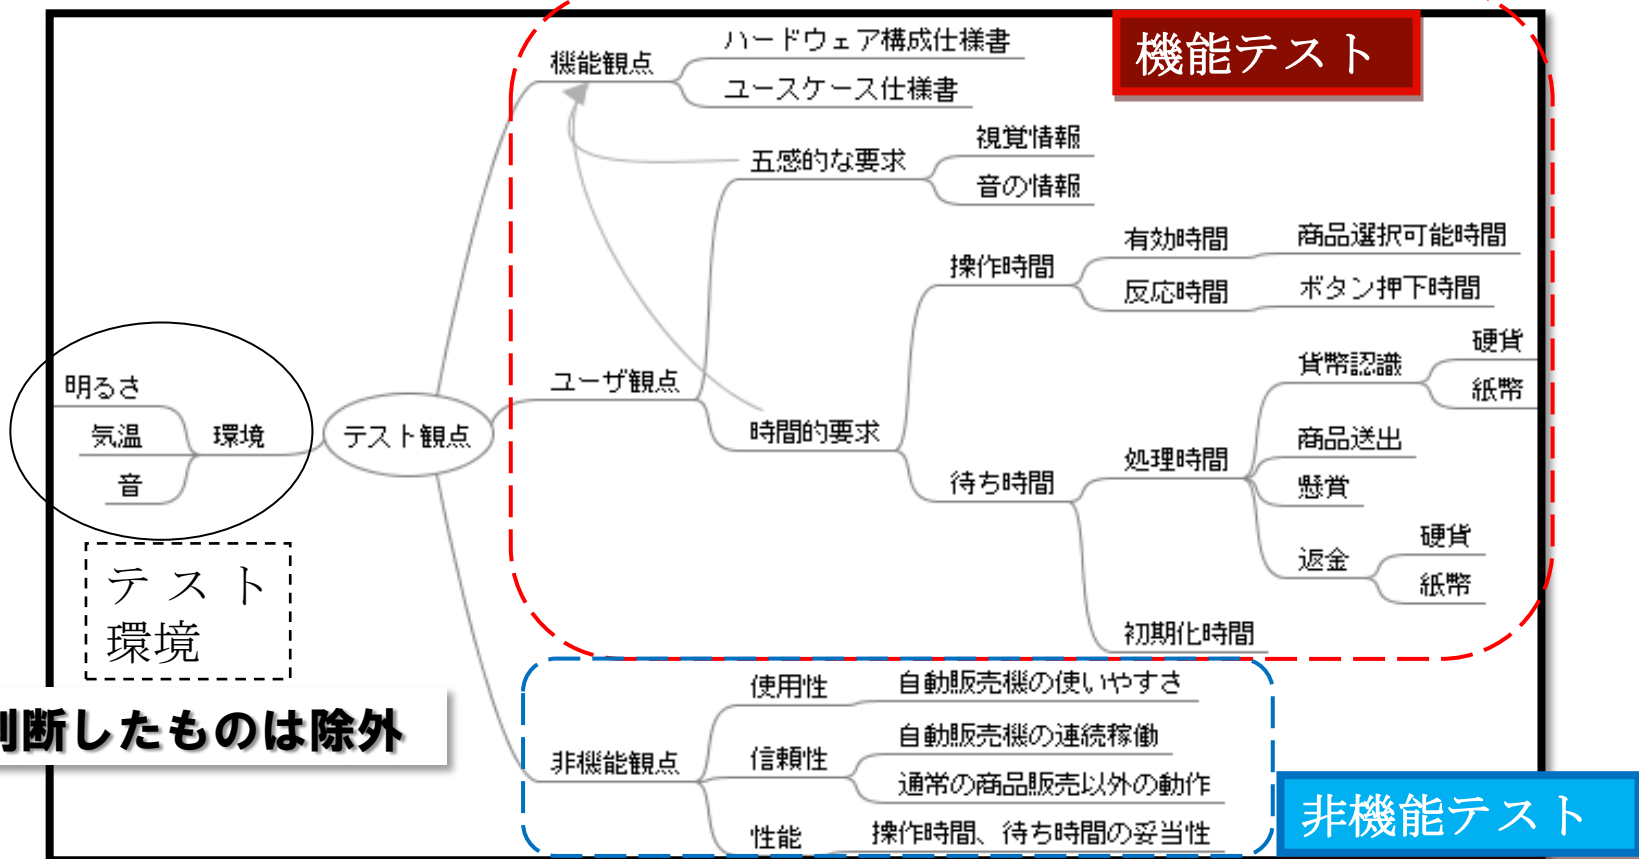 機能テスト
機能観点
ハードウェア構成仕様書
ユースケース仕様書
五感的な要求
視覚情報
音の情報
ユーザ観点
時間的要求
操作時間
有効時間
商品選択可能時間
反応時間
ボタン押下時間
待ち時間
処理時間
貨幣認識
硬貨
紙幣
商品送出
懸賞
返金
硬貨
紙幣
初期化時間
テスト観点
環境
明るさ
気温
音
テスト
環境
判断したものは除外
非機能観点
使用性
自動販売機の使いやすさ
信頼性
自動販売機の連続稼働
通常の商品販売以外の動作
性能
操作時間、待ち時間の妥当性
非機能テスト